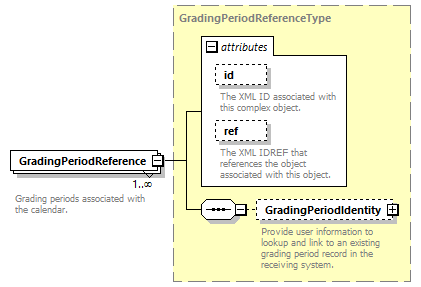 GradingPeriodReferenceType
attributes
id
The XML ID associated with
this complex object.
ref
The XML IDREF that
references the object
associated with this object.
GradingPeriodReference
1..∞
Grading periods associated with
the calendar.
GradingPeriodIdentity
Provide user information to
lookup and link to an existing
grading period record in the
receiving system.